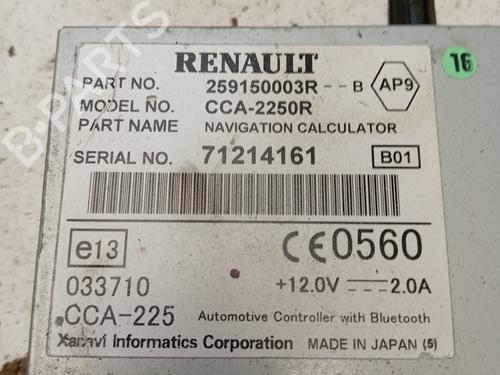 RENAULT
16
PART NO. 259150003R--B AP9
MODEL NO. CCA-2250R
PART NAME NAVIGATION CALCULATOR
SERIAL NO. 71214161 B01
e13 CE0560
033710 +12.0V 2.0A
CCA-225 Automotive Controller with Bluetooth
Xanavi Informatics Corporation MADE IN JAPAN (5)
B-PARTS